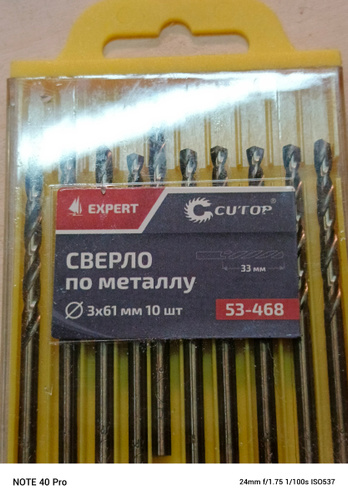 EXPERT
CUTOP
СВЕРЛО
по металлу
33 мм
3х61 мм 10 шт
53-468
NOTE 40 Pro
24mm f/1.75 1/100s ISO537